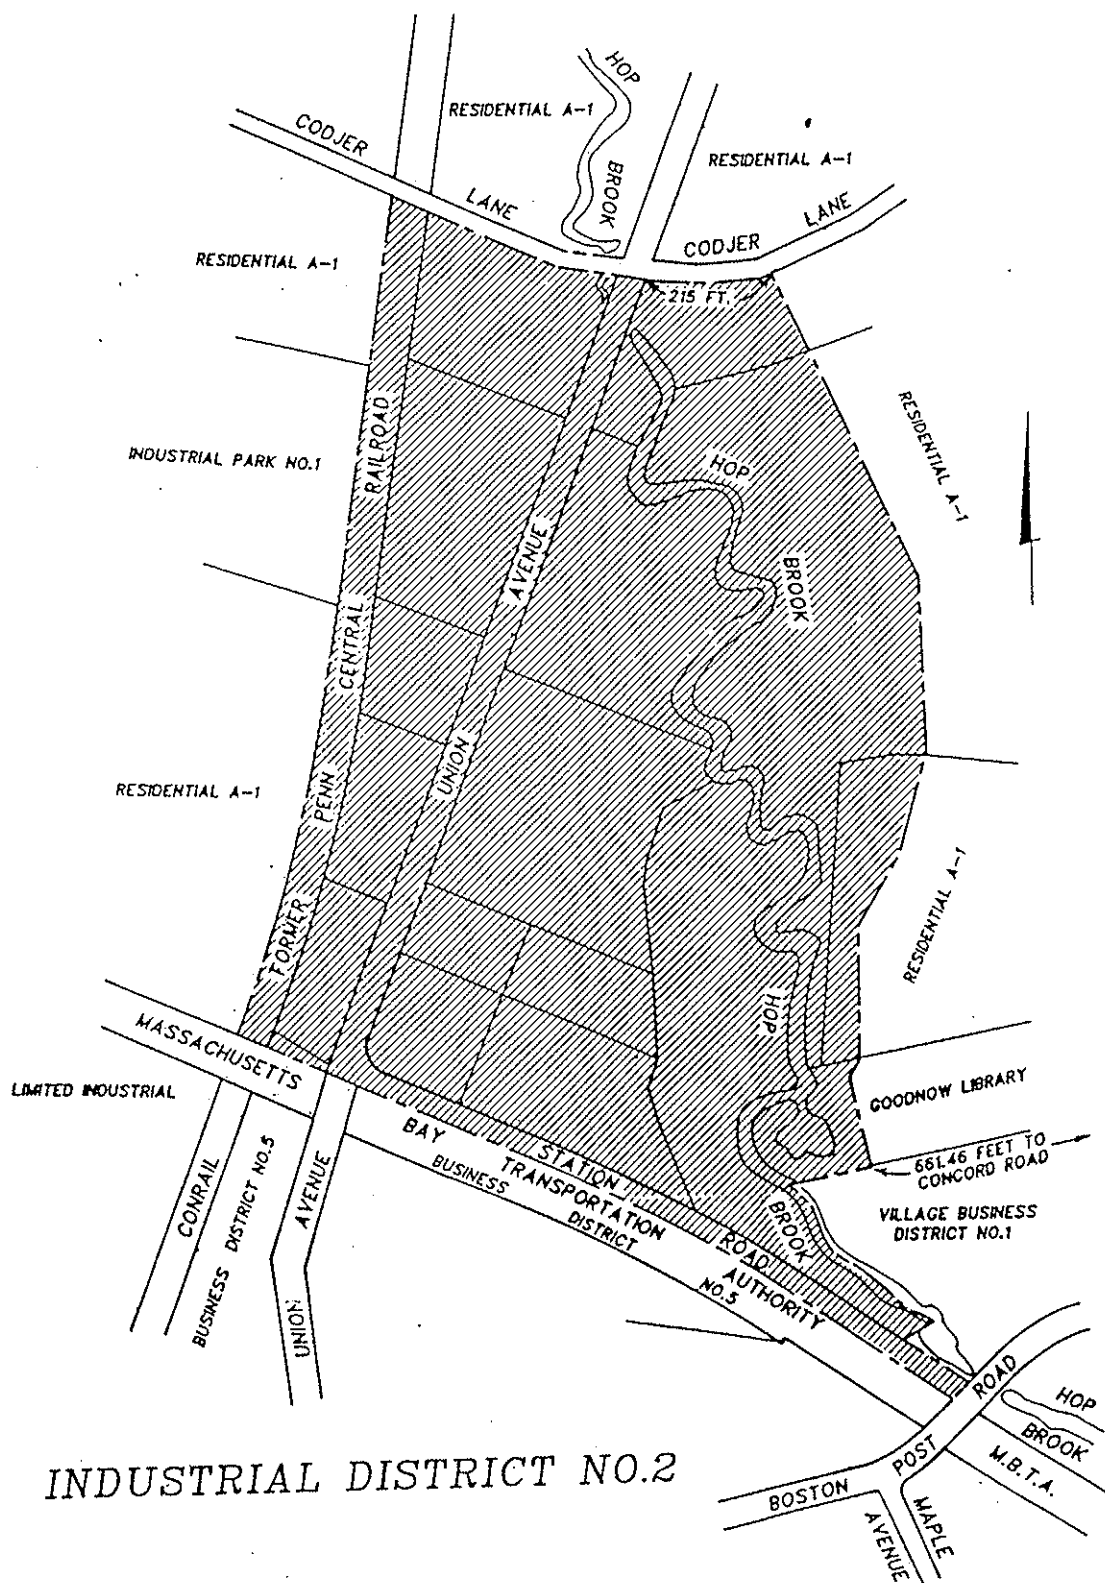 HOP
BROOK
RESIDENTIAL A-1
RESIDENTIAL A-1
CODJER
LANE
CODJER
LANE
RESIDENTIAL A-1
215 FT.
RAILROAD
INDUSTRIAL PARK NO.1
HOP
RESIDENTIAL A-1
AVENUE
BROOK
CENTRAL
UNION
PENN
RESIDENTIAL A-1
RESIDENTIAL A-1
FORMER
HOP
MASSACHUSETTS
LIMITED INDUSTRIAL
GOODNOW LIBRARY
BAY
STATION
661.46 FEET TO
CONCORD ROAD
BUSINESS
TRANSPORTATION
DISTRICT
CONRAIL
BUSINESS DISTRICT NO.5
AVENUE
BROOK
VILLAGE BUSINESS
DISTRICT NO.1
ROAD
AUTHORITY
NO.5
UNION
ROAD
HOP
BROOK
POST
M.B.T.A.
BOSTON
MAPLE
AVENUE
INDUSTRIAL DISTRICT NO.2